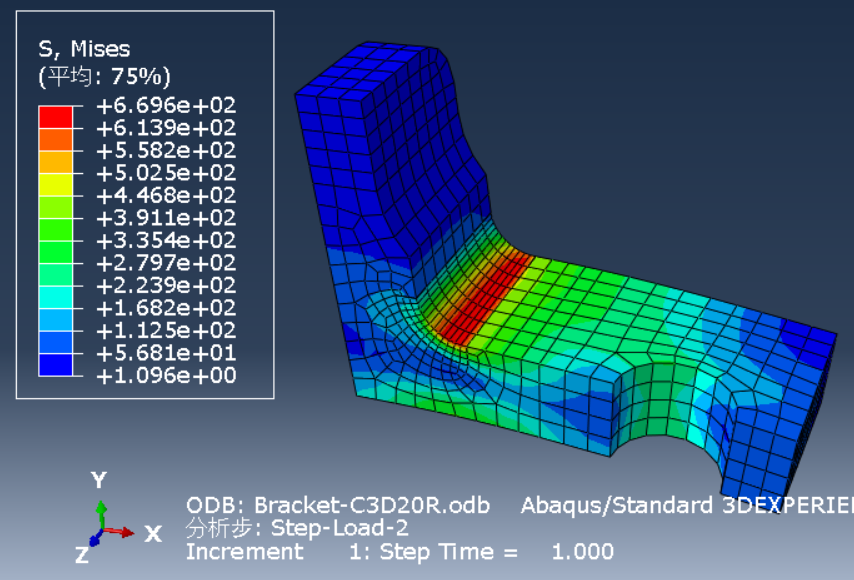 S, Mises
(平均: 75%)
+6.696e+02
+6.139e+02
+5.582e+02
+5.025e+02
+4.468e+02
+3.911e+02
+3.354e+02
+2.797e+02
+2.239e+02
+1.682e+02
+1.125e+02
+5.681e+01
+1.096e+00
Y
X
Z
ODB: Bracket-C3D20R.odb Abaqus/Standard 3DEXPERIE
分析步: Step-Load-2
Increment 1: Step Time = 1.000